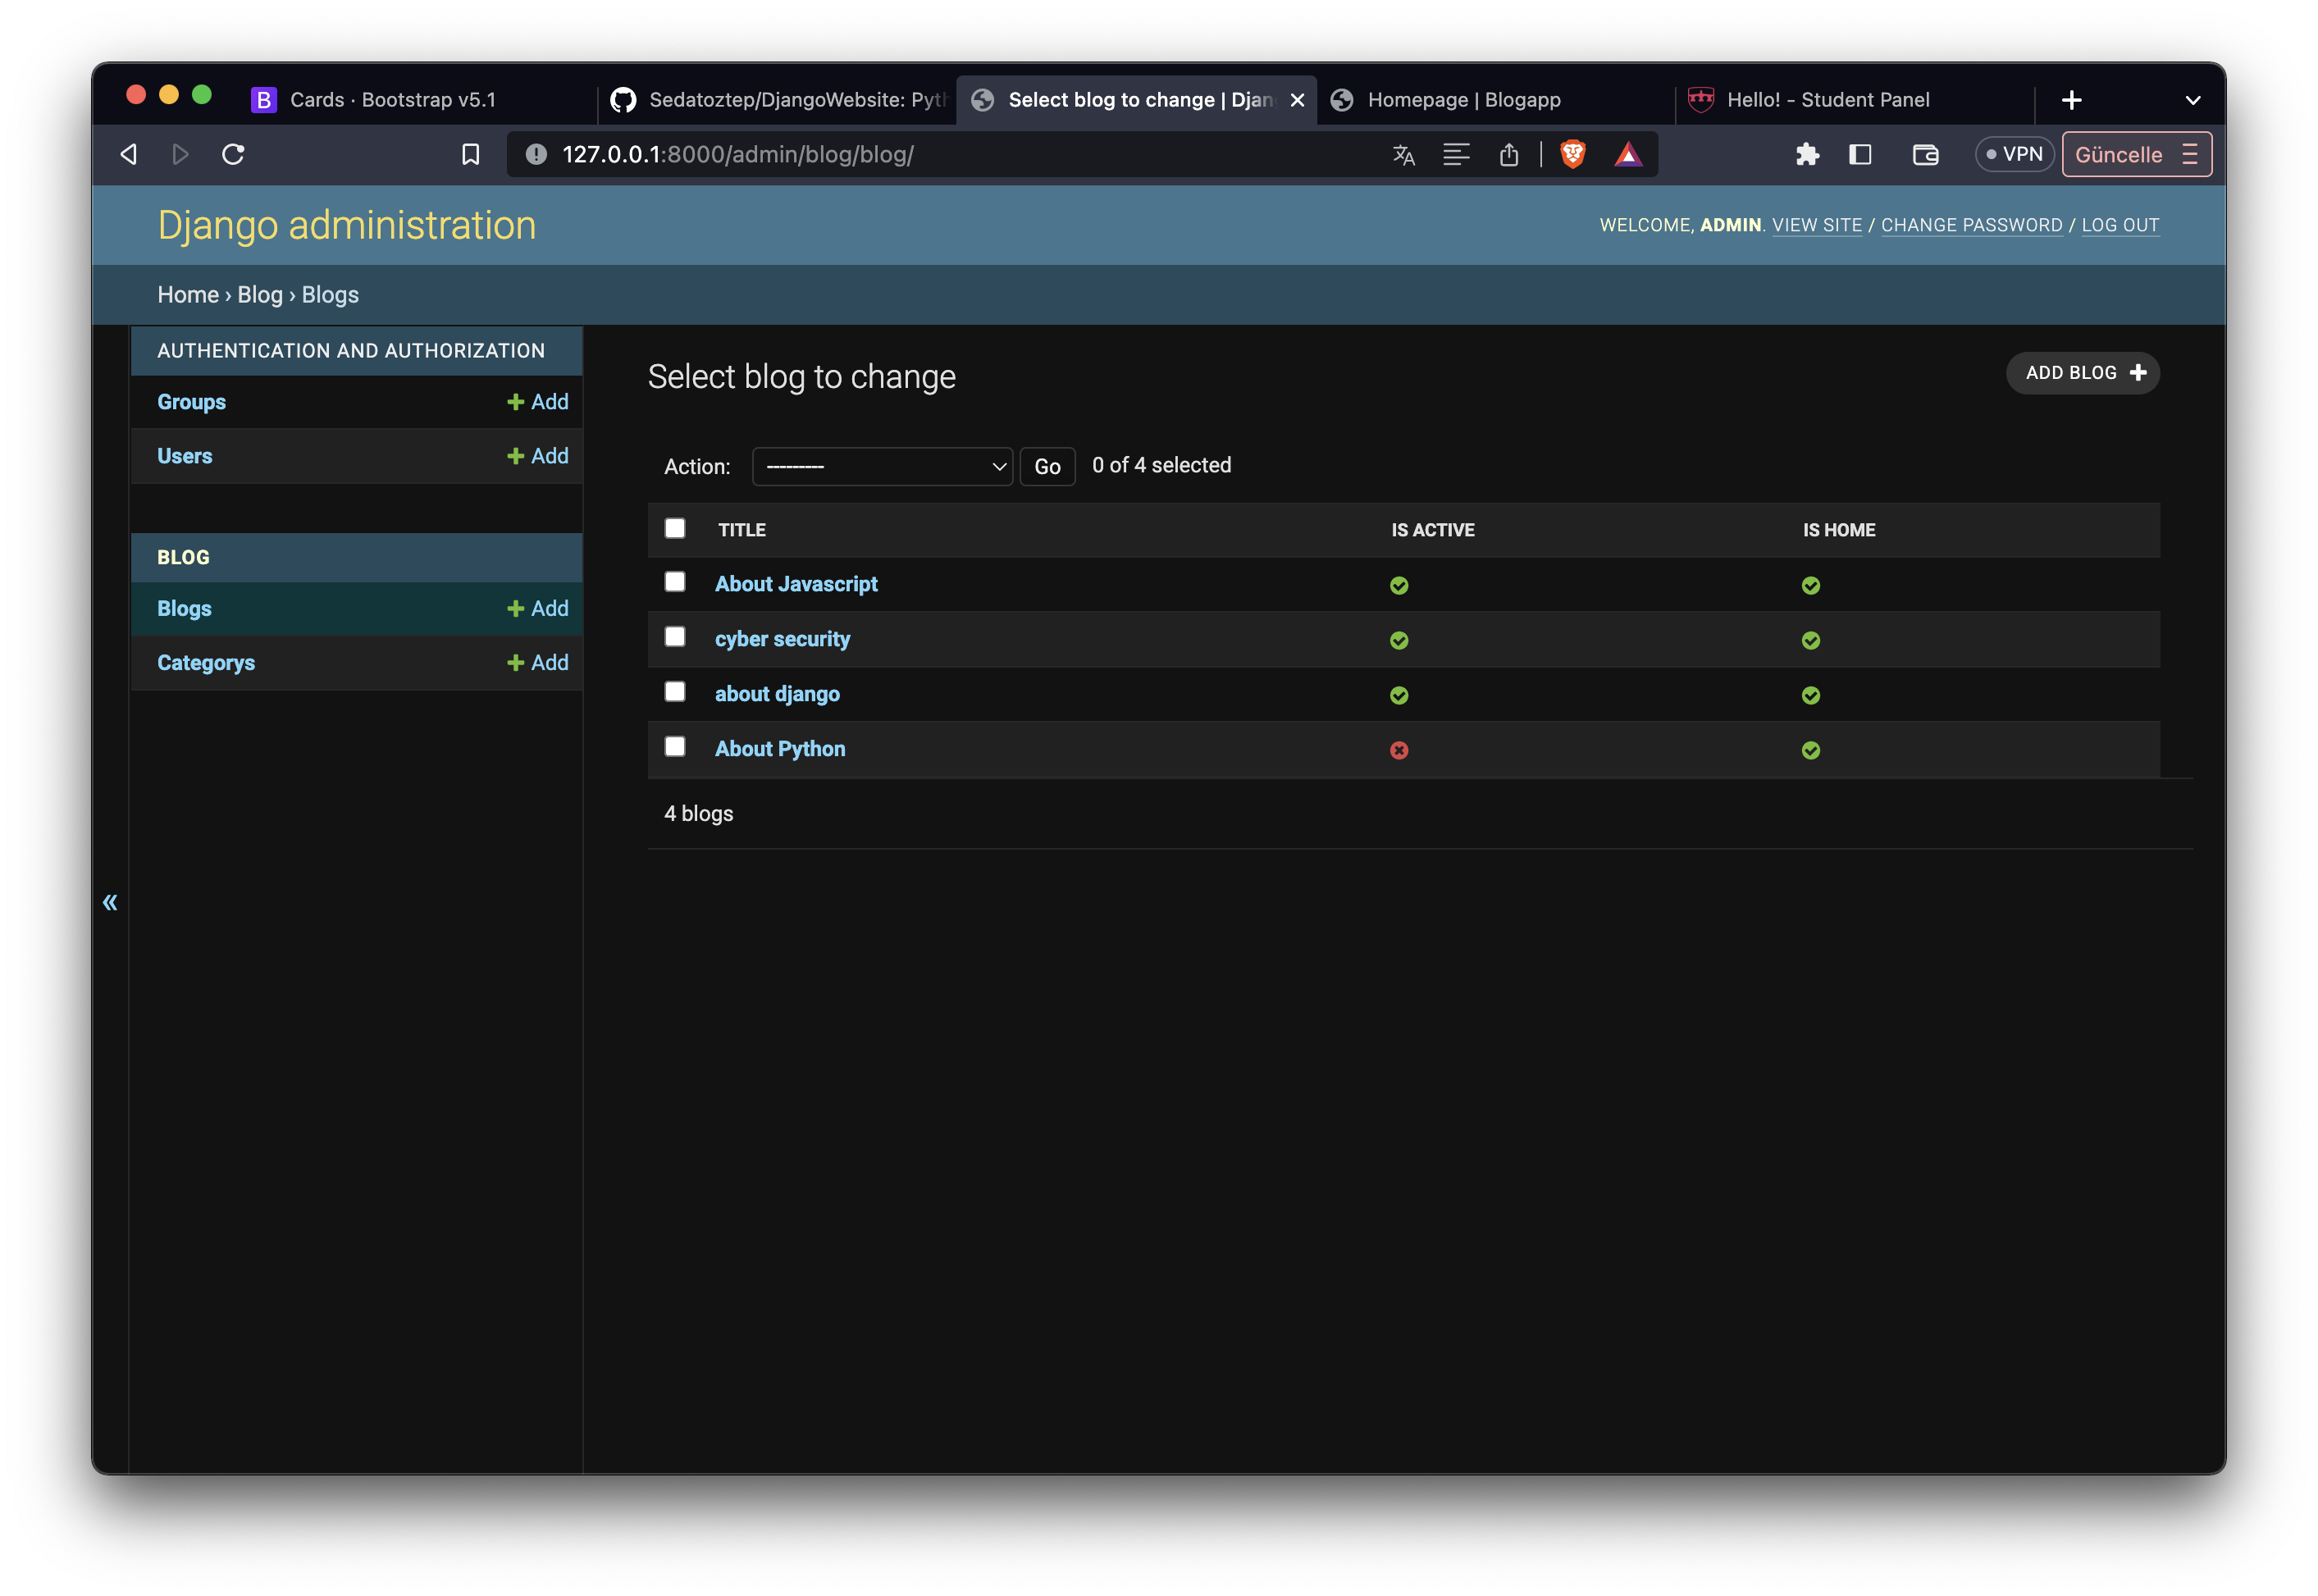 B Cards · Bootstrap v5.1
Sedatoztep/DjangoWebsite: Pyth
Select blog to change | Djan
Homepage | Blogapp
Hello! - Student Panel
127.0.0.1:8000/admin/blog/blog/
VPN
Güncelle
Django administration
WELCOME, ADMIN. VIEW SITE / CHANGE PASSWORD / LOG OUT
Home › Blog › Blogs
AUTHENTICATION AND AUTHORIZATION
Groups + Add
Users + Add
BLOG
Blogs + Add
Categorys + Add
Select blog to change
ADD BLOG +
Action: --------- Go 0 of 4 selected
TITLE IS ACTIVE IS HOME
About Javascript
cyber security
about django
About Python
4 blogs
«